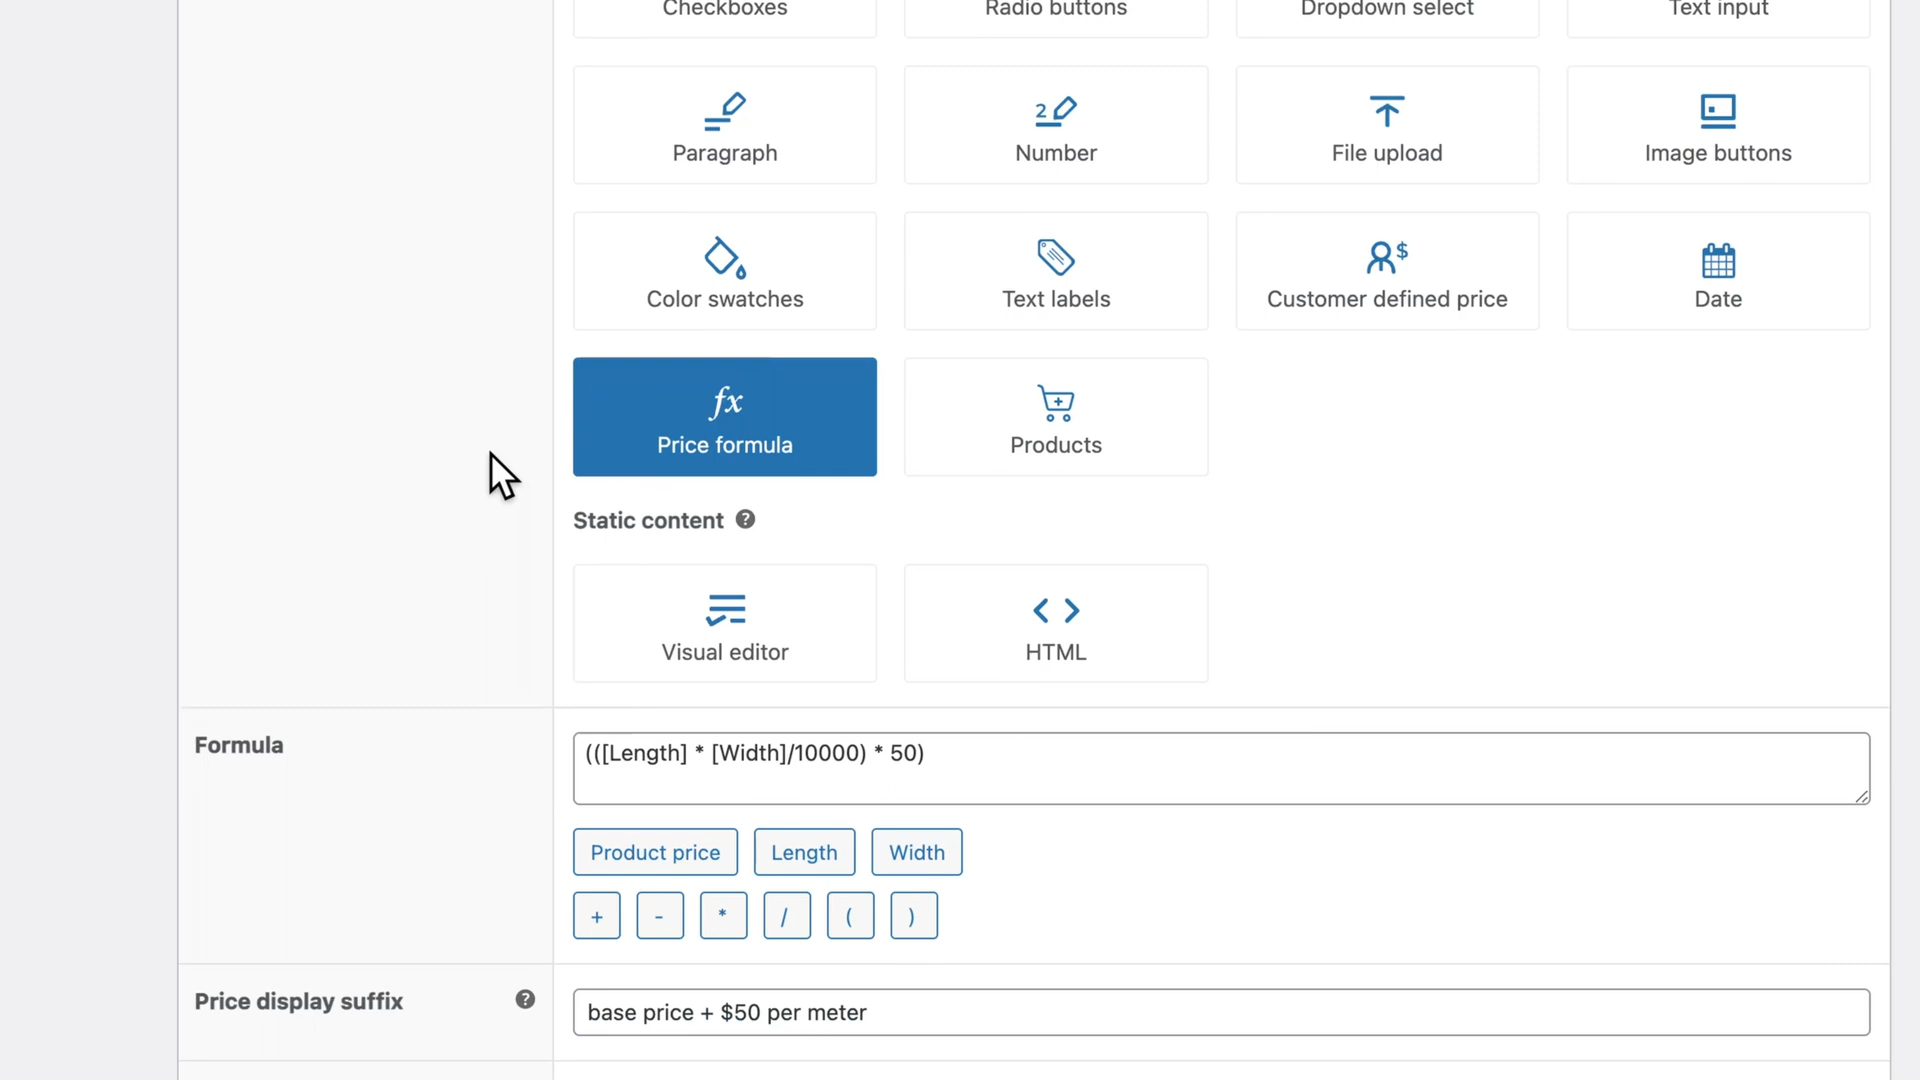 Checkboxes Radio buttons Dropdown select Text input
2
Paragraph Number File upload Image buttons
$
Color swatches Text labels Customer defined price Date
fx
Price formula Products
Static content ?
Visual editor HTML
Formula (([Length] * [Width]/10000) * 50)
Product price Length Width
+ - * / ( )
Price display suffix ? base price + $50 per meter